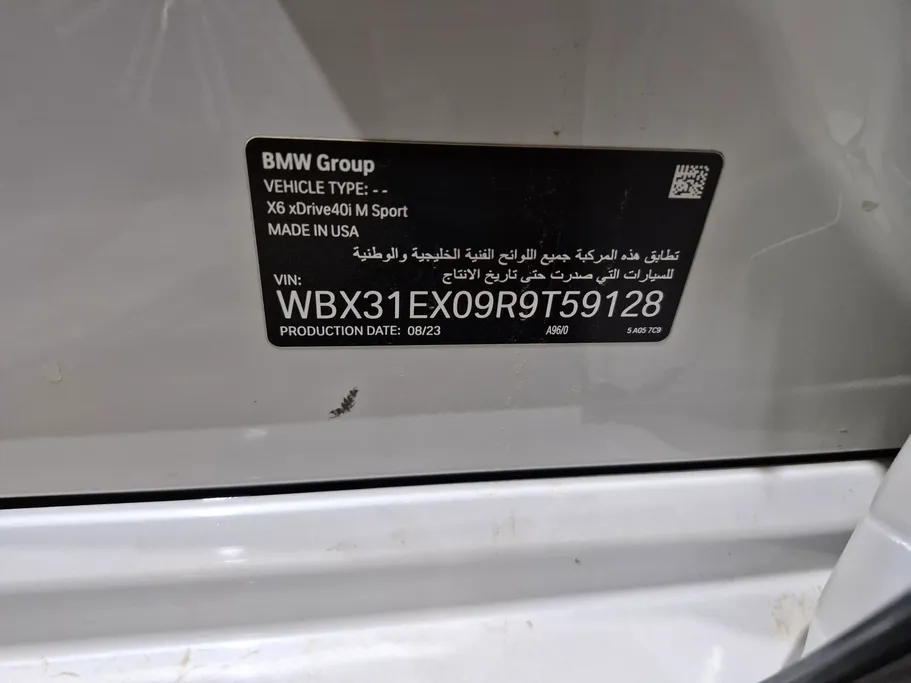 BMW Group
VEHICLE TYPE: - -
X6 xDrive40i M Sport
MADE IN USA
تطابق هذه المركبة جميع اللوائح الفنية الخليجية والوطنية
للسيارات التي صدرت حتى تاريخ الانتاج
VIN:
WBX31EX09R9T59128
PRODUCTION DATE: 08/23 A96/0 5 A05 7C9